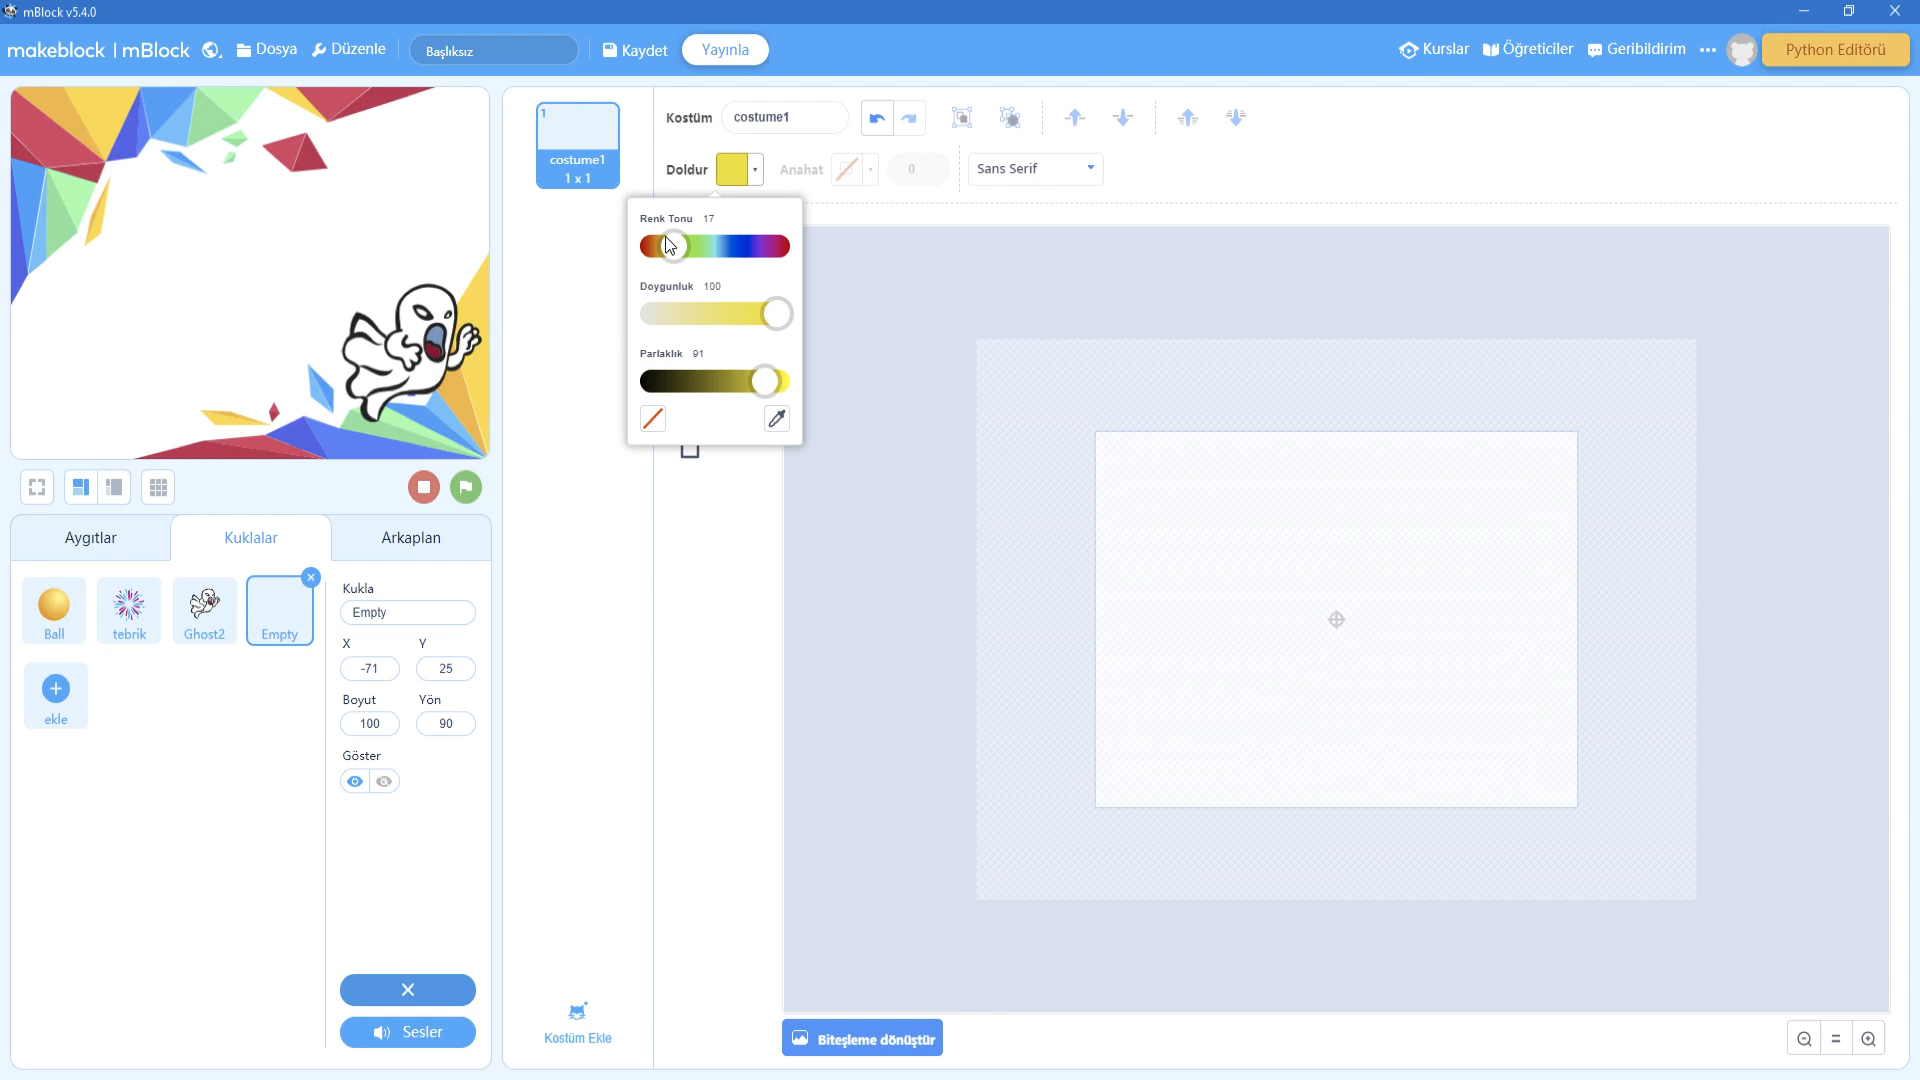 mBlock v5.4.0
makeblock | mBlock
Dosya
Düzenle
Başlıksız
Kaydet
Yayınla
Kurslar
Öğreticiler
Geribildirim
Python Editörü
1
costume1
1 x 1
Kostüm
costume1
Doldur
Anahat
0
Sans Serif
Renk Tonu 17
Doygunluk 100
Parlaklık 91
Aygıtlar
Kuklalar
Arkaplan
Ball
tebrik
Ghost2
Empty
ekle
Kukla
Empty
X
Y
-71
25
Boyut
Yön
100
90
Göster
Sesler
Kostüm Ekle
Biteşleme dönüştür